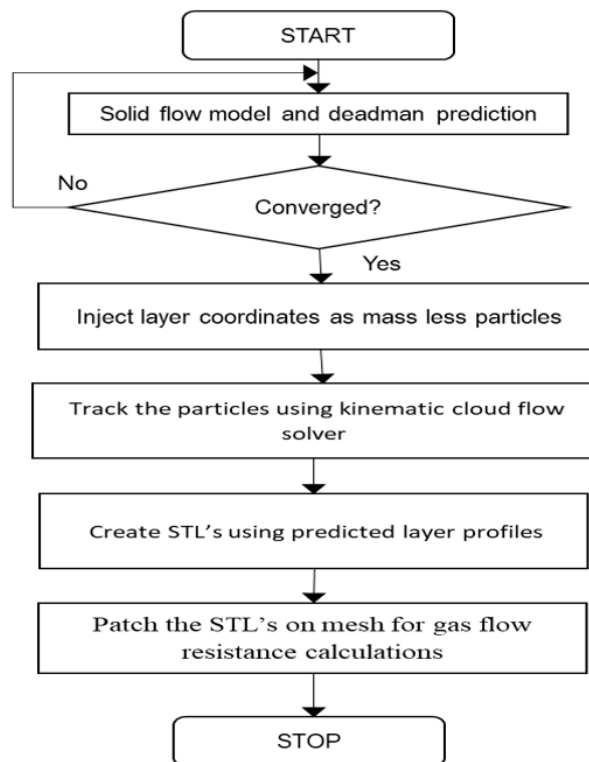 START
Solid flow model and deadman prediction
No
Converged?
Yes
Inject layer coordinates as mass less particles
Track the particles using kinematic cloud flow
solver
Create STL's using predicted layer profiles
Patch the STL's on mesh for gas flow
resistance calculations
STOP